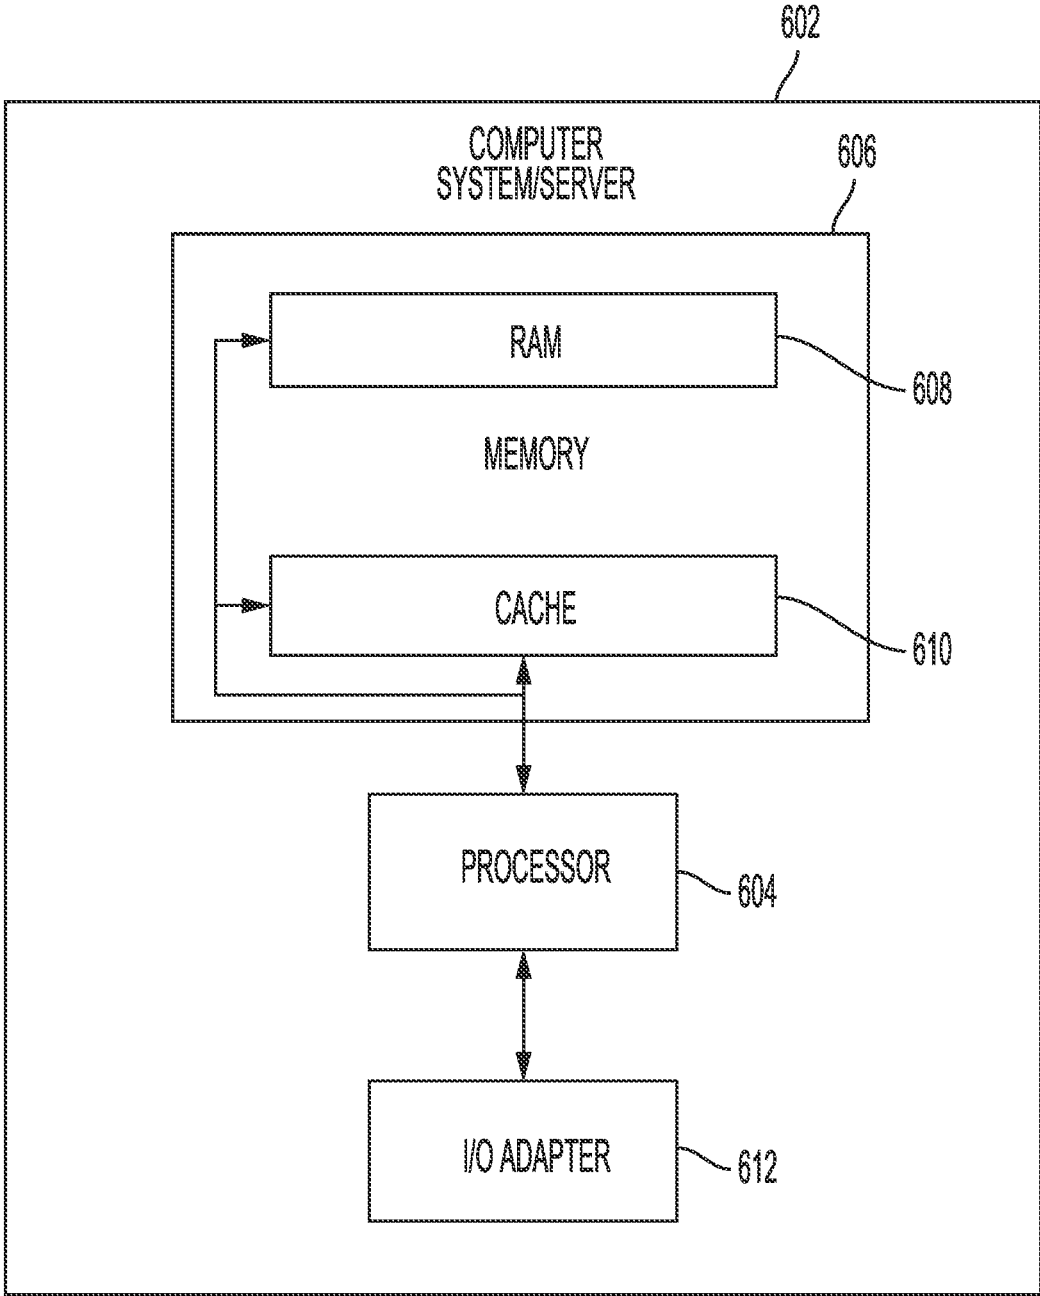 602
COMPUTER
SYSTEM/SERVER
606
RAM
608
MEMORY
CACHE
610
PROCESSOR
604
I/O ADAPTER
612